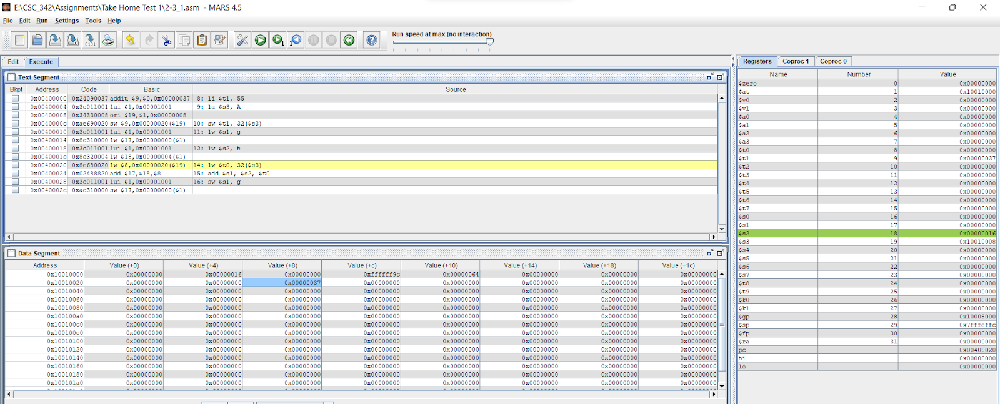 E:\CSC_342\Assignments\Take Home Test 1\2-3_1.asm - MARS 4.5
File Edit Run Settings Tools Help
Run speed at max (no interaction)
Edit Execute
Text Segment
Bkpt Address Code Basic Source
0x00400000 0x24090037 addiu $9,$0,0x00000037 8: li $t1, 55
0x00400004 0x3c011001 lui $1,0x00001001 9: la $s3, A
0x00400008 0x34330008 ori $19,$1,0x00000008
0x0040000c 0xae690020 sw $9,0x00000020($19) 10: sw $t1, 32($s3)
0x00400010 0x3c011001 lui $1,0x00001001 11: lw $s1, g
0x00400014 0x8c310000 lw $17,0x00000000($1)
0x00400018 0x3c011001 lui $1,0x00001001 12: lw $s2, h
0x0040001c 0x8c320004 lw $18,0x00000004($1)
0x00400020 0x8e680020 lw $8,0x00000020($19) 14: lw $t0, 32($s3)
0x00400024 0x02488820 add $17,$18,$8 15: add $s1, $s2, $t0
0x00400028 0x3c011001 lui $1,0x00001001 16: sw $s1, g
0x0040002c 0xac310000 sw $17,0x00000000($1)
Data Segment
Address Value (+0) Value (+4) Value (+8) Value (+c) Value (+10) Value (+14) Value (+18) Value (+1c)
0x10010000 0x00000000 0x00000016 0x00000000 0xffffff9c 0x00000064 0x00000000 0x00000000 0x00000000
0x10010020 0x00000000 0x00000000 0x00000037 0x00000000 0x00000000 0x00000000 0x00000000 0x00000000
0x10010040 0x00000000 0x00000000 0x00000000 0x00000000 0x00000000 0x00000000 0x00000000 0x00000000
0x10010060 0x00000000 0x00000000 0x00000000 0x00000000 0x00000000 0x00000000 0x00000000 0x00000000
0x10010080 0x00000000 0x00000000 0x00000000 0x00000000 0x00000000 0x00000000 0x00000000 0x00000000
0x100100a0 0x00000000 0x00000000 0x00000000 0x00000000 0x00000000 0x00000000 0x00000000 0x00000000
0x100100c0 0x00000000 0x00000000 0x00000000 0x00000000 0x00000000 0x00000000 0x00000000 0x00000000
0x100100e0 0x00000000 0x00000000 0x00000000 0x00000000 0x00000000 0x00000000 0x00000000 0x00000000
0x10010100 0x00000000 0x00000000 0x00000000 0x00000000 0x00000000 0x00000000 0x00000000 0x00000000
0x10010120 0x00000000 0x00000000 0x00000000 0x00000000 0x00000000 0x00000000 0x00000000 0x00000000
0x10010140 0x00000000 0x00000000 0x00000000 0x00000000 0x00000000 0x00000000 0x00000000 0x00000000
0x10010160 0x00000000 0x00000000 0x00000000 0x00000000 0x00000000 0x00000000 0x00000000 0x00000000
0x10010180 0x00000000 0x00000000 0x00000000 0x00000000 0x00000000 0x00000000 0x00000000 0x00000000
0x100101a0 0x00000000 0x00000000 0x00000000 0x00000000 0x00000000 0x00000000 0x00000000 0x00000000
Registers Coproc 1 Coproc 0
Name Number Value
$zero 0 0x00000000
$at 1 0x10010000
$v0 2 0x00000000
$v1 3 0x00000000
$a0 4 0x00000000
$a1 5 0x00000000
$a2 6 0x00000000
$a3 7 0x00000000
$t0 8 0x00000000
$t1 9 0x00000037
$t2 10 0x00000000
$t3 11 0x00000000
$t4 12 0x00000000
$t5 13 0x00000000
$t6 14 0x00000000
$t7 15 0x00000000
$s0 16 0x00000000
$s1 17 0x00000000
$s2 18 0x00000016
$s3 19 0x10010008
$s4 20 0x00000000
$s5 21 0x00000000
$s6 22 0x00000000
$s7 23 0x00000000
$t8 24 0x00000000
$t9 25 0x00000000
$k0 26 0x00000000
$k1 27 0x00000000
$gp 28 0x10008000
$sp 29 0x7fffeffc
$fp 30 0x00000000
$ra 31 0x00000000
pc 0x00400020
hi 0x00000000
lo 0x00000000